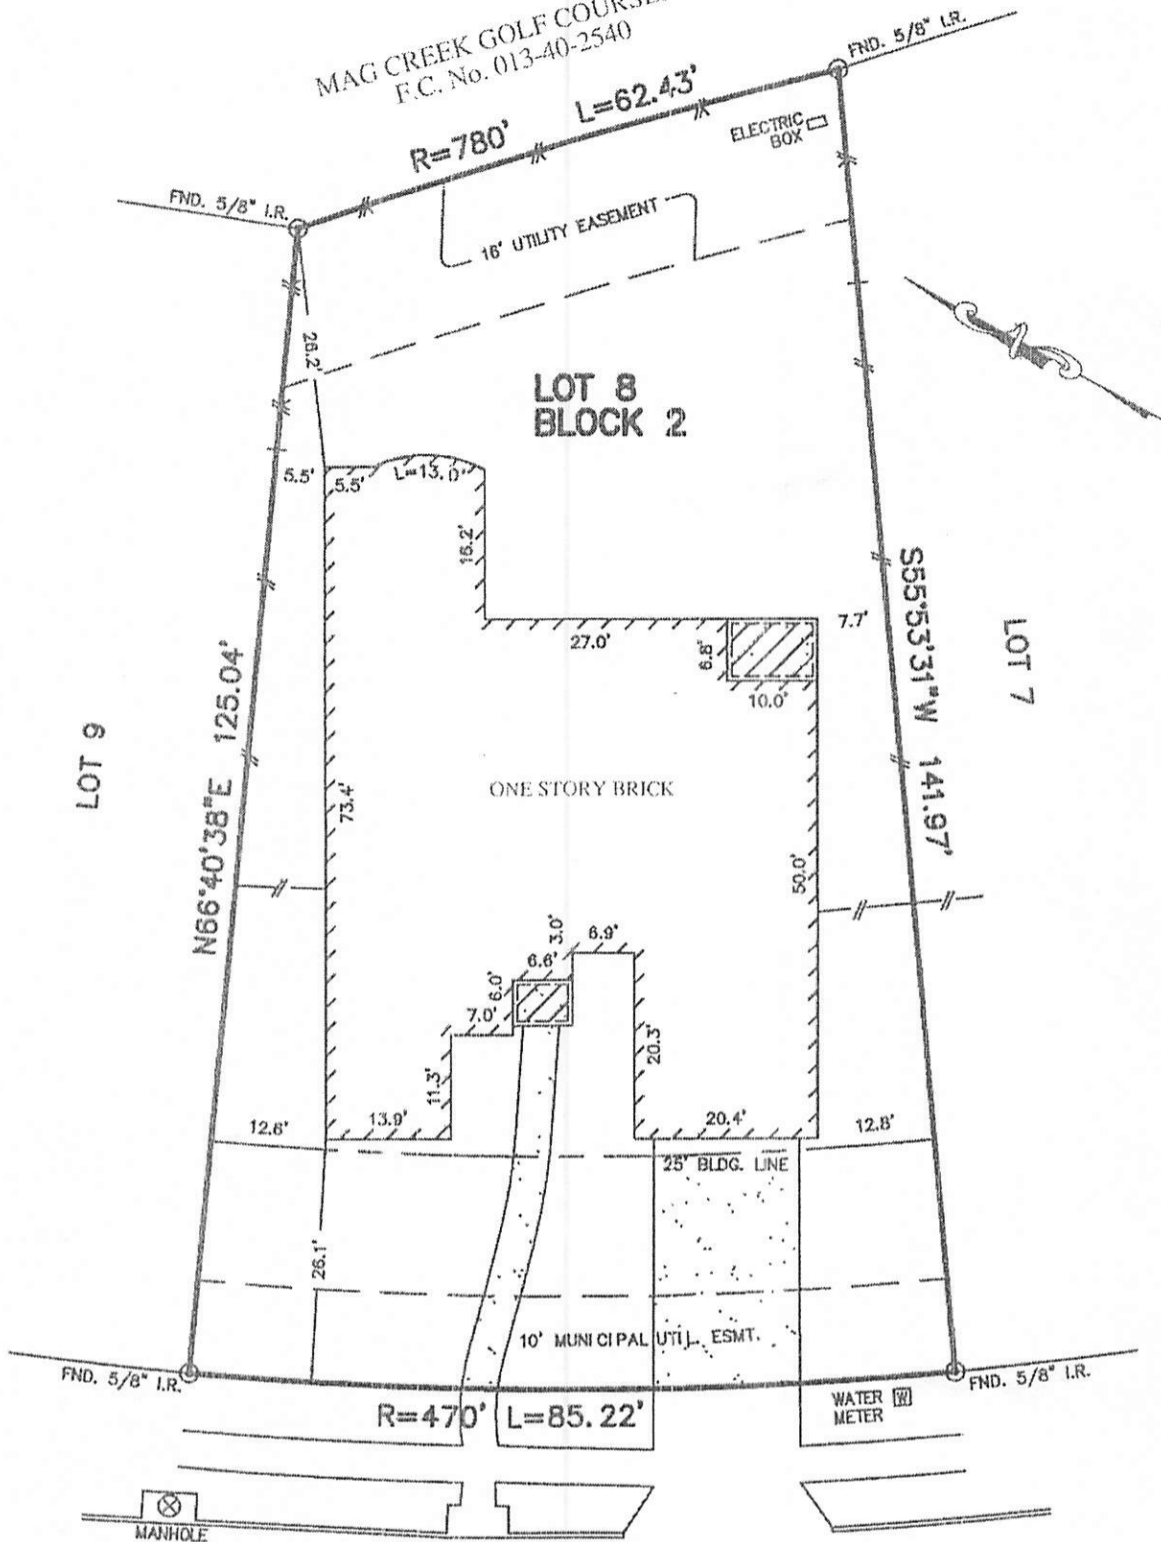 MAG CREEK GOLF COURSE
F.C. No. 013-40-2540
FND. 5/8" I.R.
R=780' L=62.43'
ELECTRIC
BOX
FND. 5/8" I.R.
16' UTILITY EASEMENT
26.2'
LOT 8
BLOCK 2
5.5'
5.5'
L=13.0'
16.2'
27.0'
6.8'
10.0'
7.7'
S55°53'31"W 141.97'
LOT 7
LOT 9
N66°40'38"E 125.04'
73.4'
ONE STORY BRICK
50.0'
3.0'
6.9'
6.6'
6.0'
7.0'
11.3'
20.3'
12.6'
13.9'
20.4'
12.8'
25' BLDG. LINE
26.1'
10' MUNICIPAL UTIL. ESMT.
FND. 5/8" I.R.
FND. 5/8" I.R.
R=470' L=85.22'
WATER W
METER
MANHOLE